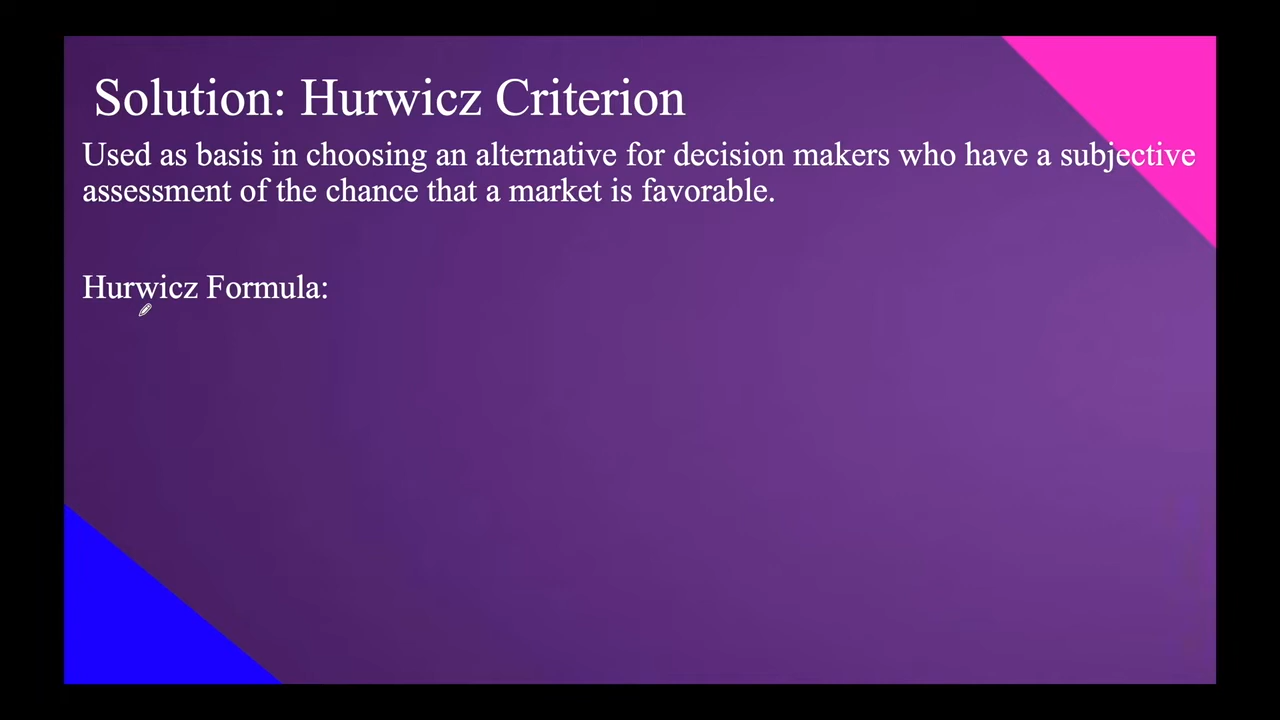 Solution: Hurwicz Criterion
Used as basis in choosing an alternative for decision makers who have a subjective
assessment of the chance that a market is favorable.
Hurwicz Formula: